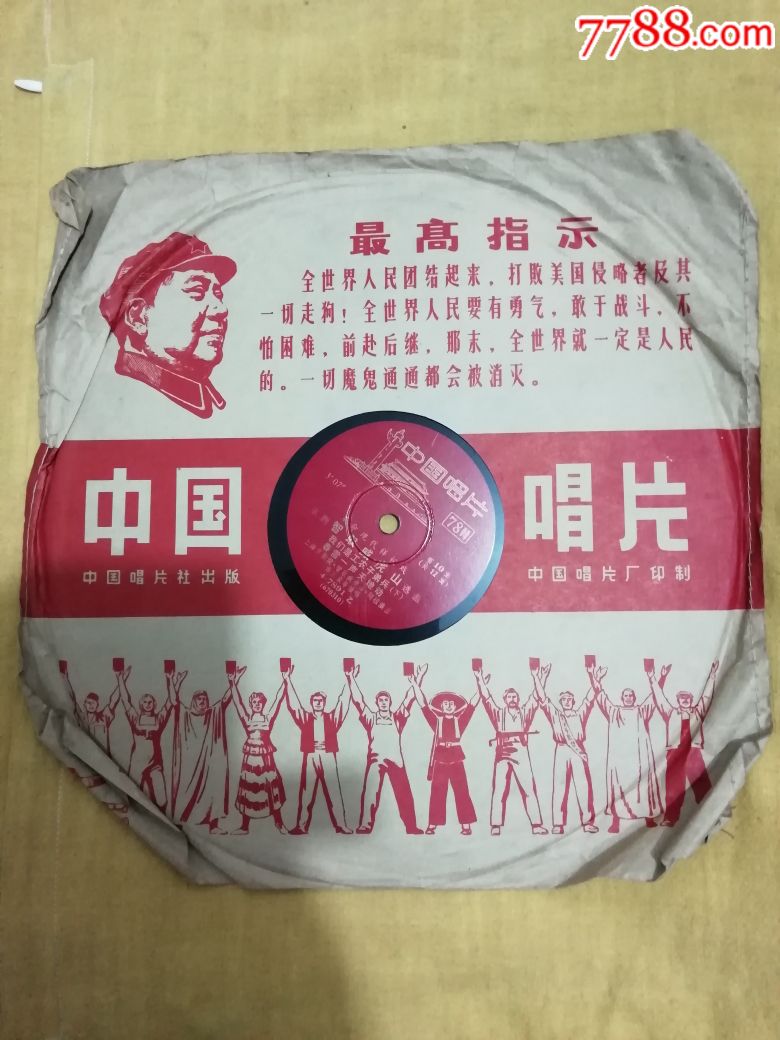 7788.com
最高指示
全世界人民团结起来，打败美国侵略者及其
一切走狗！全世界人民要有勇气，敢于战斗，不
怕困难，前赴后继，那末，全世界就一定是人民
的。一切魔鬼通通都会被消灭。
中国
唱片
中国唱片社出版
中国唱片厂印制
中国唱片
78转
山